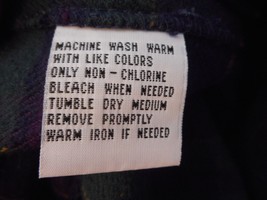 MACHINE WASH WARM
WITH LIKE COLORS
ONLY NON - CHLORINE
BLEACH WHEN NEEDED
TUMBLE DRY MEDIUM
REMOVE PROMPTLY
WARM IRON IF NEEDED